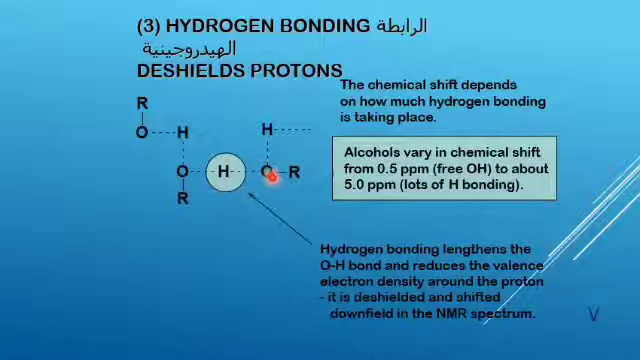 (3) HYDROGEN BONDING الرابطة
الهيدروجينية
DESHIELDS PROTONS
The chemical shift depends
on how much hydrogen bonding
is taking place.
R
O H
H
Alcohols vary in chemical shift
from 0.5 ppm (free OH) to about
5.0 ppm (lots of H bonding).
O H O R
R
Hydrogen bonding lengthens the
O-H bond and reduces the valence
electron density around the proton
- it is deshielded and shifted
downfield in the NMR spectrum.
V